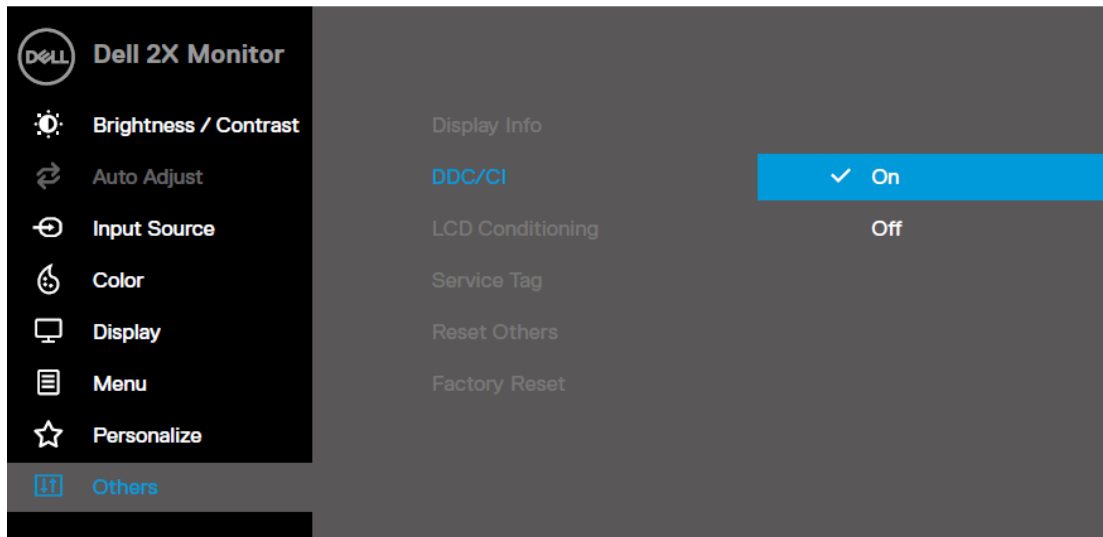 DELL Dell 2X Monitor
Brightness / Contrast
Auto Adjust
Input Source
Color
Display
Menu
Personalize
Others
Display Info
DDC/CI
LCD Conditioning
Service Tag
Reset Others
Factory Reset
On
Off